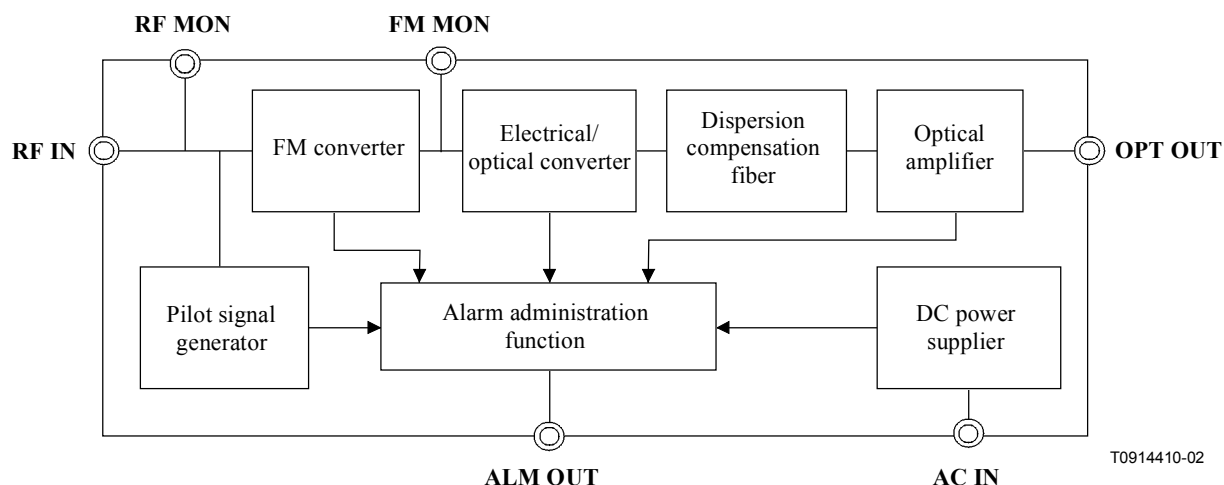 RF MON
FM MON
RF IN
FM converter
Electrical/
optical converter
Dispersion
compensation
fiber
Optical
amplifier
OPT OUT
Pilot signal
generator
Alarm administration
function
DC power
supplier
ALM OUT
AC IN
T0914410-02